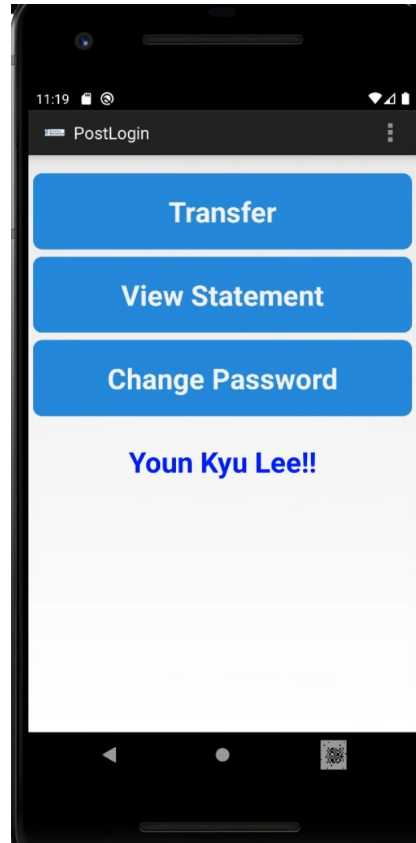 11:19
PostLogin
Transfer
View Statement
Change Password
Youn Kyu Lee!!